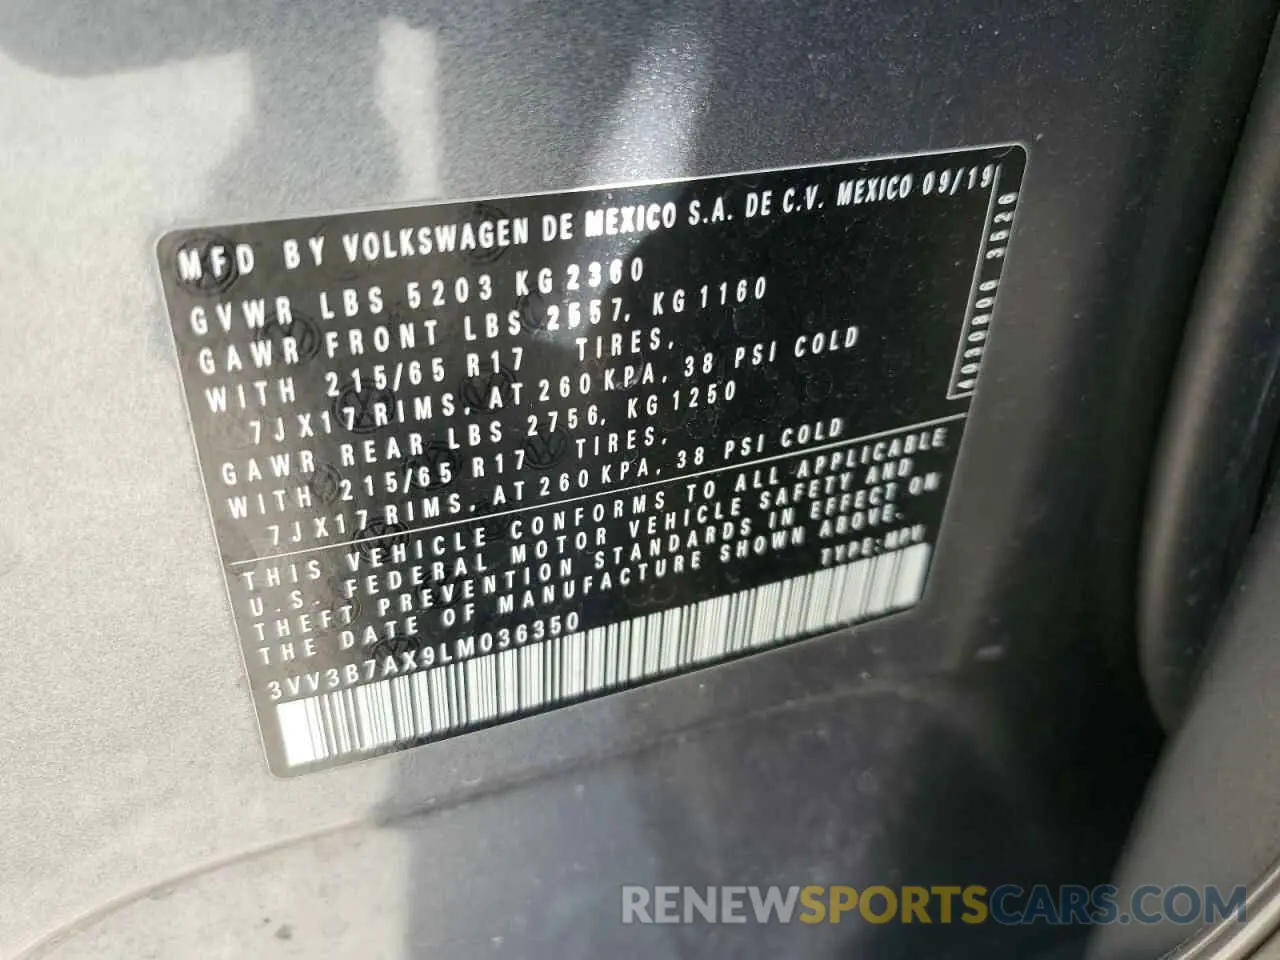 MFD BY VOLKSWAGEN DE MEXICO S.A. DE C.V. MEXICO 09/19
GVWR LBS 5203 KG 2360
GAWR FRONT LBS 2557, KG 1160
WITH 215/65 R17 TIRES,
7JX17 RIMS, AT 260 KPA, 38 PSI COLD
GAWR REAR LBS 2756, KG 1250
WITH 215/65 R17 TIRES,
7JX17 RIMS, AT 260 KPA, 38 PSI COLD
THIS VEHICLE CONFORMS TO ALL APPLICABLE
U.S. FEDERAL MOTOR VEHICLE SAFETY AND
THEFT PREVENTION STANDARDS IN EFFECT ON
THE DATE OF MANUFACTURE SHOWN ABOVE.
TYPE: MPV
3VV3B7AX9LM036350
RENEWSPORTSCARS.COM